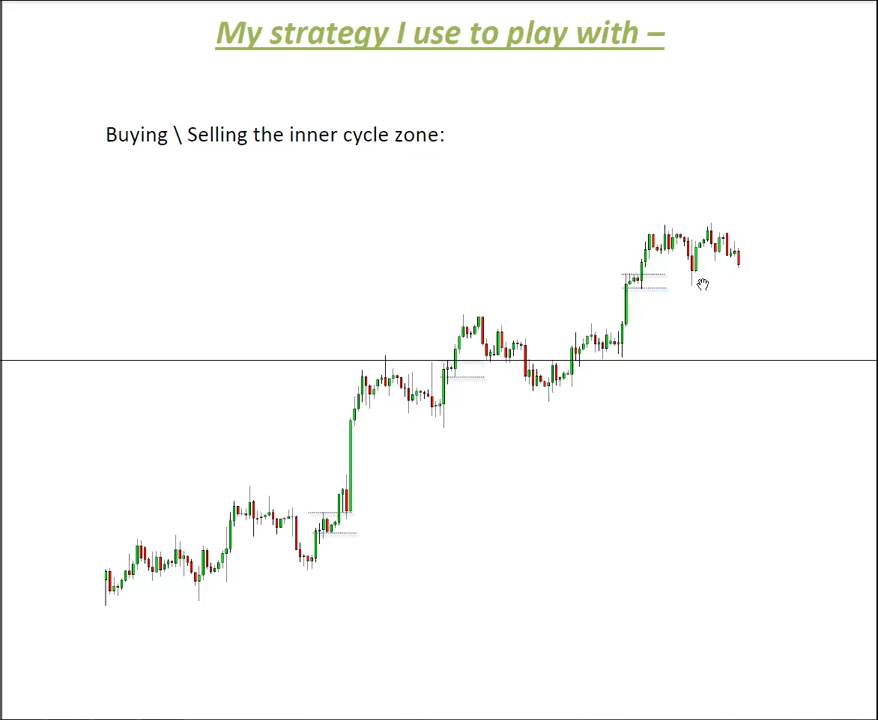 My strategy I use to play with –
Buying \ Selling the inner cycle zone: